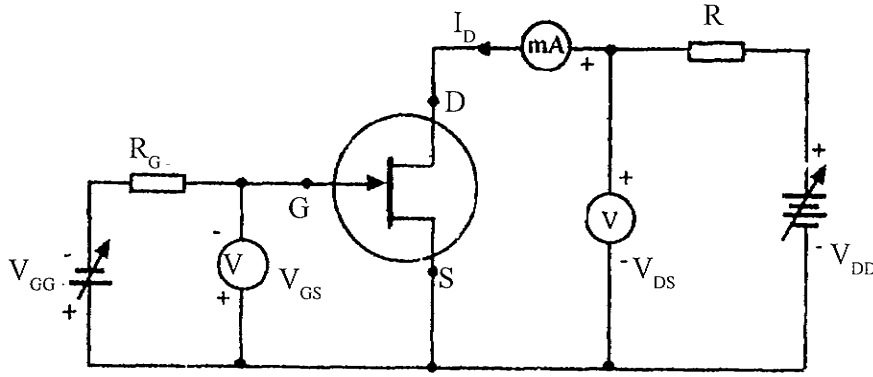 I_D
mA
+
R
D
R_G
G
S
V_GG
-
+
-
V
+
V_GS
+
V
-
V_DS
+
-
V_DD